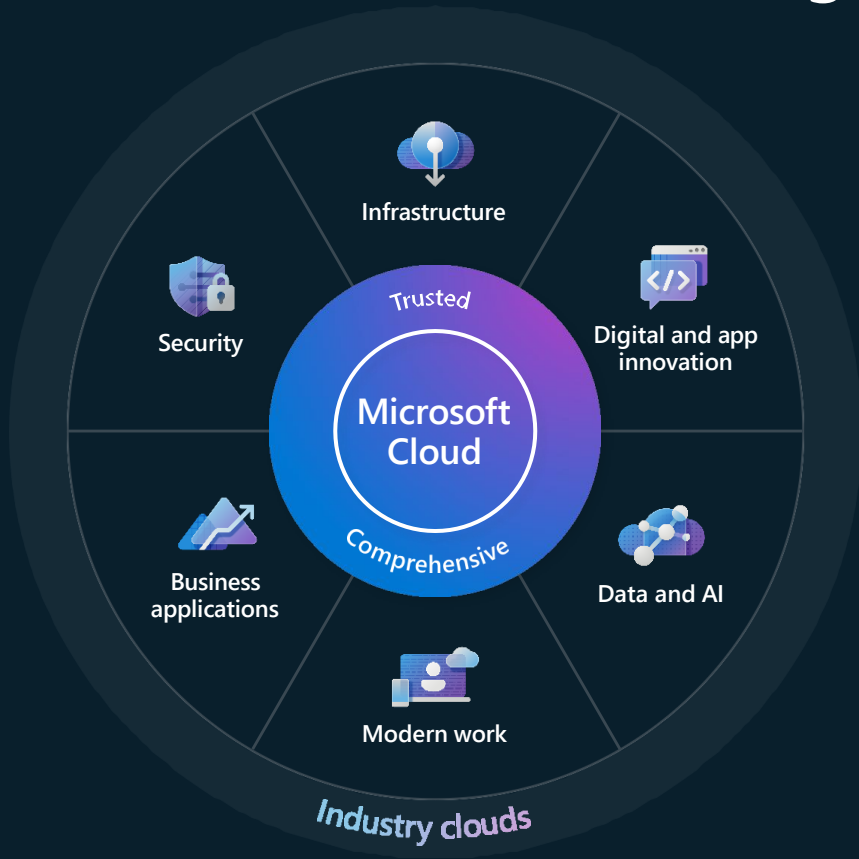 Infrastructure
Trusted
Security
Digital and app
innovation
Microsoft
Cloud
Comprehensive
Business
applications
Data and AI
Modern work
Industry clouds